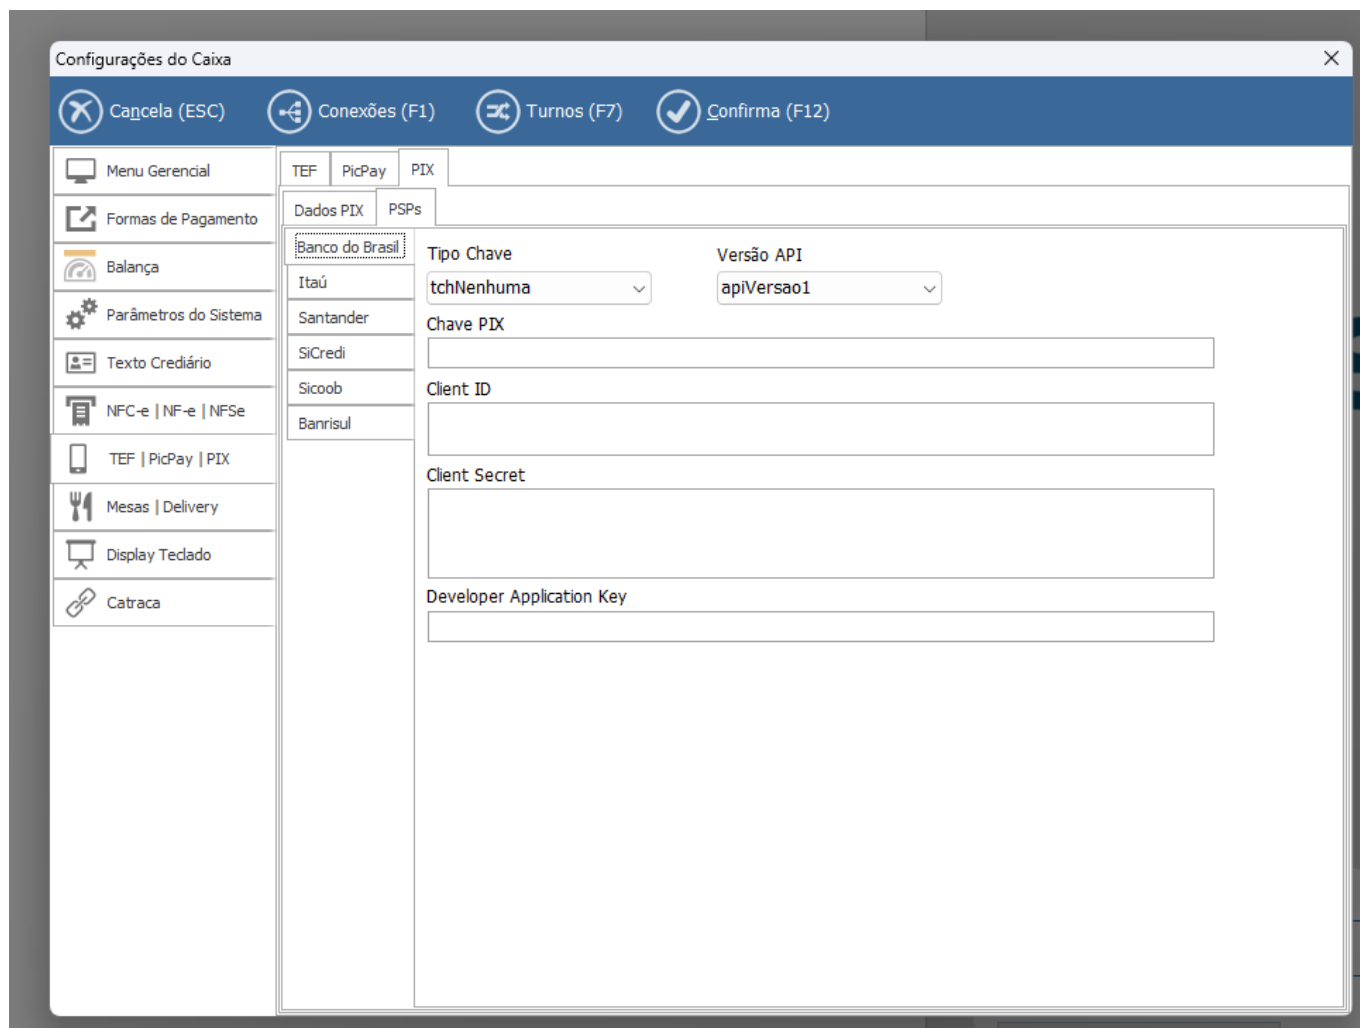 Configurações do Caixa
Cancela (ESC)
Conexões (F1)
Turnos (F7)
Confirma (F12)
Menu Gerencial
Formas de Pagamento
Balança
Parâmetros do Sistema
Texto Crediário
NFC-e | NF-e | NFSe
TEF | PicPay | PIX
Mesas | Delivery
Display Teclado
Catraca
TEF
PicPay
PIX
Dados PIX
PSPs
Banco do Brasil
Itaú
Santander
SiCredi
Sicoob
Banrisul
Tipo Chave
Versão API
tchNenhuma
apiVersao1
Chave PIX
Client ID
Client Secret
Developer Application Key